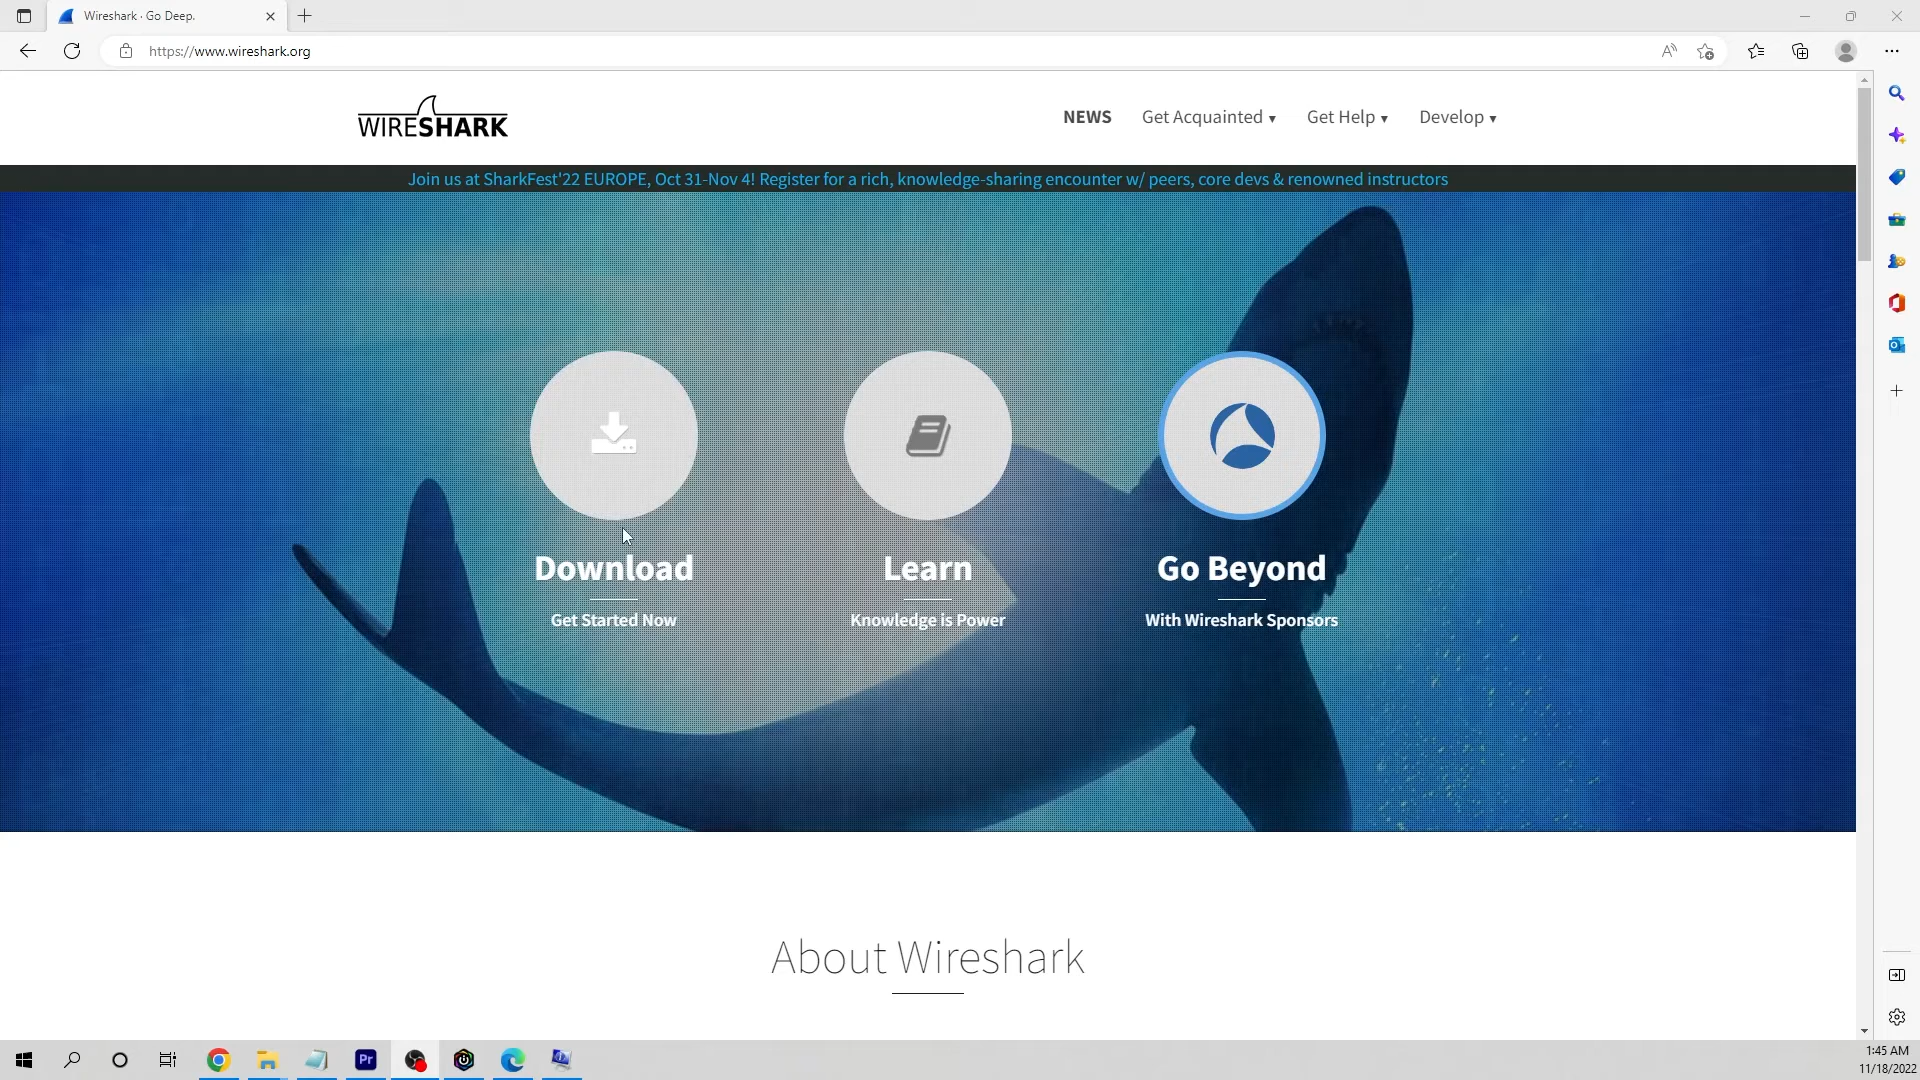 Wireshark · Go Deep.
https://www.wireshark.org
WIRESHARK
NEWS
Get Acquainted ▾
Get Help ▾
Develop ▾
Join us at SharkFest'22 EUROPE, Oct 31-Nov 4! Register for a rich, knowledge-sharing encounter w/ peers, core devs & renowned instructors
Download
Get Started Now
Learn
Knowledge is Power
Go Beyond
With Wireshark Sponsors
About Wireshark
Pr
1:45 AM
11/18/2022